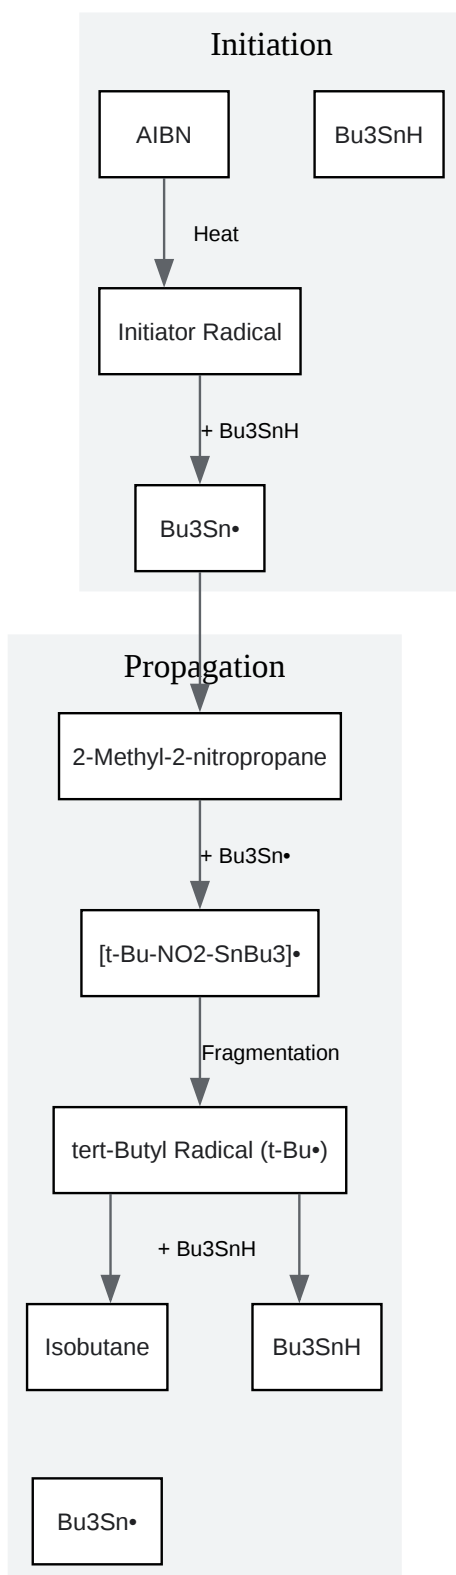 Initiation
AIBN
Bu3SnH
Heat
Initiator Radical
+ Bu3SnH
Bu3Sn•
Propagation
2-Methyl-2-nitropropane
+ Bu3Sn•
[t-Bu-NO2-SnBu3]•
Fragmentation
tert-Butyl Radical (t-Bu•)
+ Bu3SnH
Isobutane
Bu3SnH
Bu3Sn•